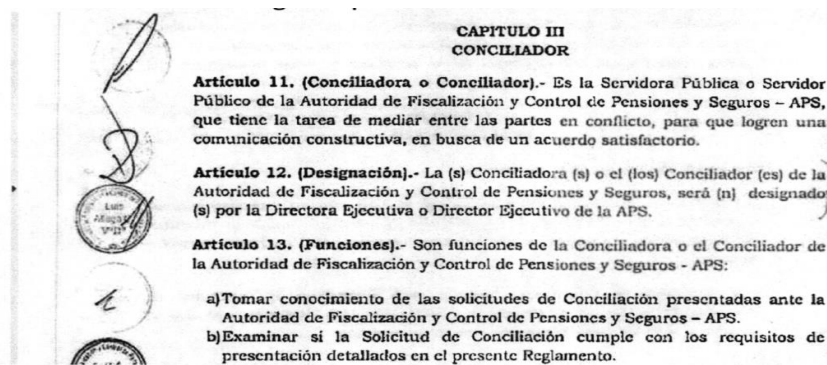 CAPITULO III
CONCILIADOR
Artículo 11. (Conciliadora o Conciliador).- Es la Servidora Pública o Servidor
Público de la Autoridad de Fiscalización y Control de Pensiones y Seguros – APS,
que tiene la tarea de mediar entre las partes en conflicto, para que logren una
comunicación constructiva, en busca de un acuerdo satisfactorio.
Artículo 12. (Designación).- La (s) Conciliadora (s) o el (los) Conciliador (es) de la
Autoridad de Fiscalización y Control de Pensiones y Seguros, será (n) designado
(s) por la Directora Ejecutiva o Director Ejecutivo de la APS.
Artículo 13. (Funciones).- Son funciones de la Conciliadora o el Conciliador de
la Autoridad de Fiscalización y Control de Pensiones y Seguros - APS:
a)Tomar conocimiento de las solicitudes de Conciliación presentadas ante la
Autoridad de Fiscalización y Control de Pensiones y Seguros – APS.
b)Examinar si la Solicitud de Conciliación cumple con los requisitos de
presentación detallados en el presente Reglamento.
Luis